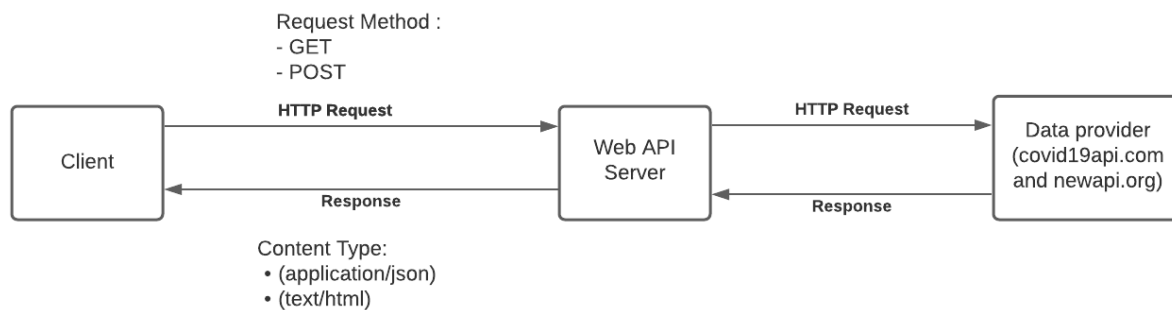 Request Method :
- GET
- POST
HTTP Request
HTTP Request
Client
Web API
Server
Data provider
(covid19api.com
and newapi.org)
Response
Response
Content Type:
• (application/json)
• (text/html)